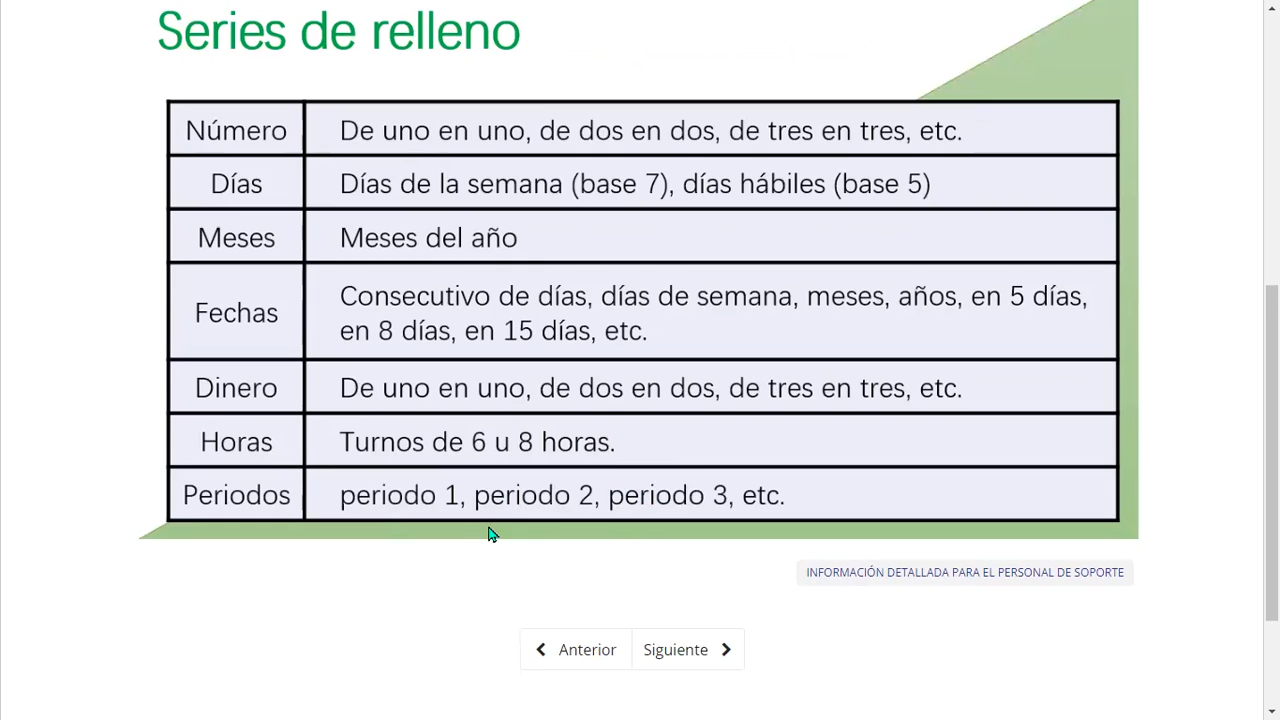 Series de relleno
Número De uno en uno, de dos en dos, de tres en tres, etc.
Días Días de la semana (base 7), días hábiles (base 5)
Meses Meses del año
Fechas Consecutivo de días, días de semana, meses, años, en 5 días,
en 8 días, en 15 días, etc.
Dinero De uno en uno, de dos en dos, de tres en tres, etc.
Horas Turnos de 6 u 8 horas.
Periodos periodo 1, periodo 2, periodo 3, etc.
INFORMACIÓN DETALLADA PARA EL PERSONAL DE SOPORTE
Anterior Siguiente